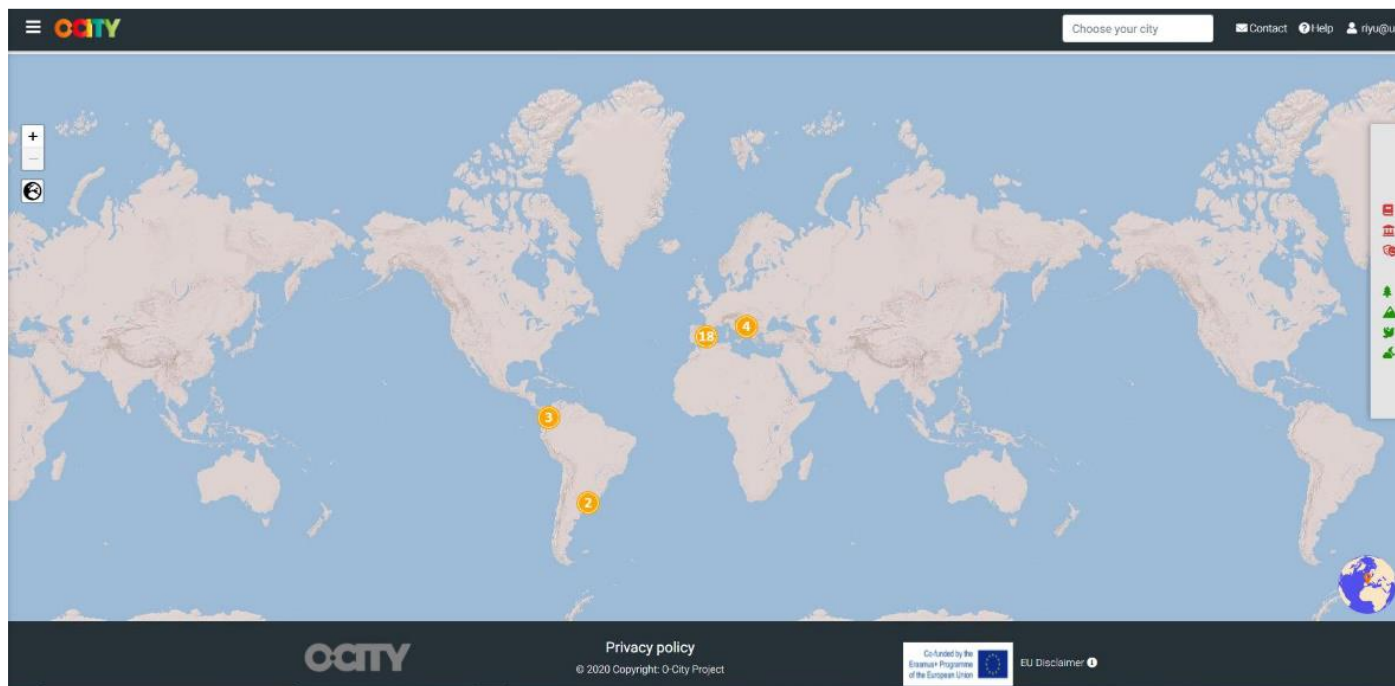 O-CITY
Choose your city
Contact
Help
riyu@u
+
−
18
4
3
2
O-CITY
Privacy policy
© 2020 Copyright: O-City Project
Co-funded by the
Erasmus+ Programme
of the European Union
EU Disclaimer